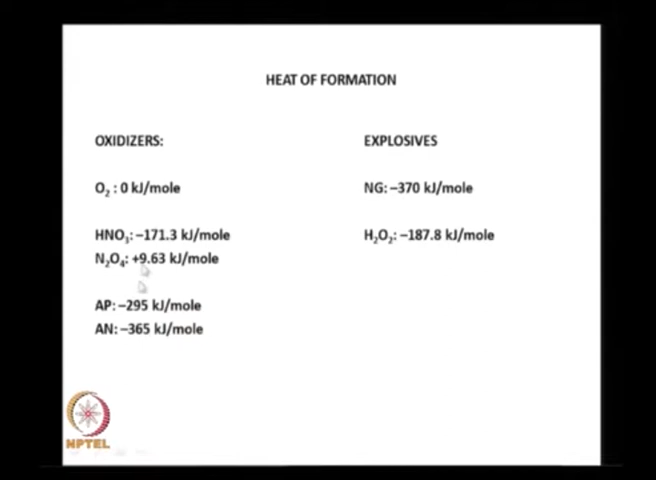 HEAT OF FORMATION
OXIDIZERS:
O₂ : 0 kJ/mole
HNO₃: –171.3 kJ/mole
N₂O₄: +9.63 kJ/mole
AP: –295 kJ/mole
AN: –365 kJ/mole
EXPLOSIVES
NG: –370 kJ/mole
H₂O₂: –187.8 kJ/mole
NPTEL